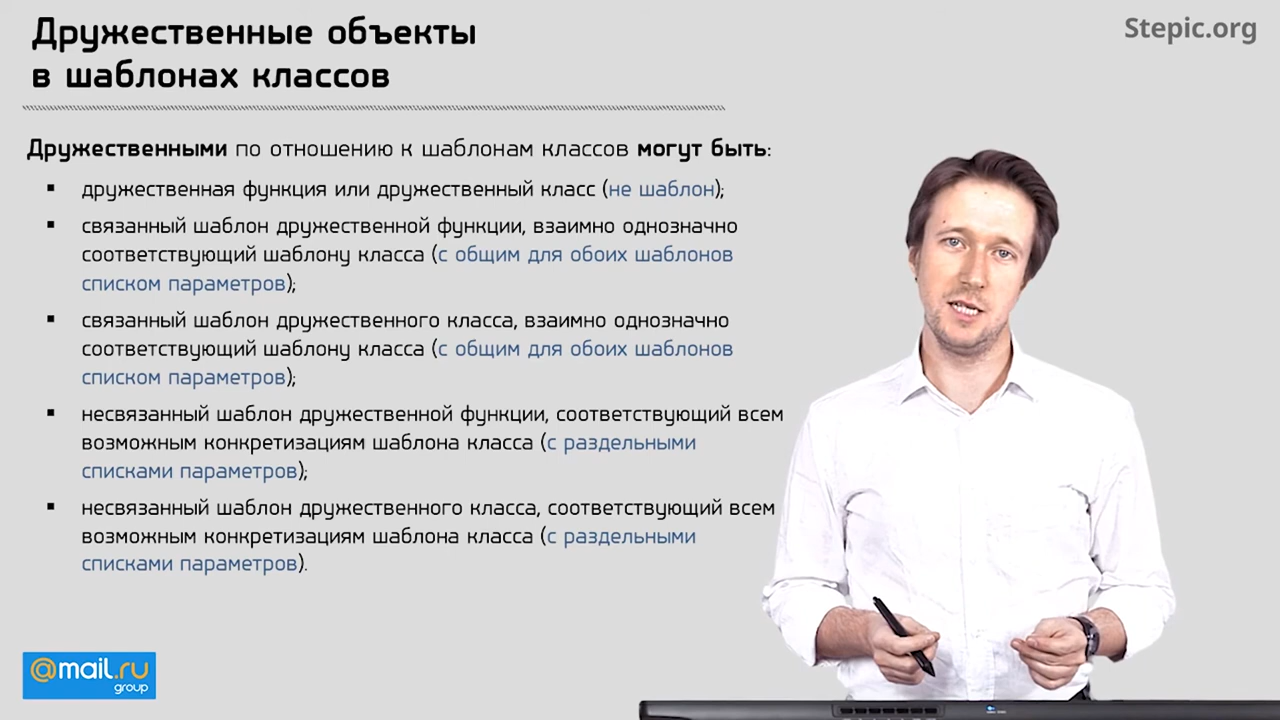 Дружественные объекты
в шаблонах классов
Stepic.org
Дружественными по отношению к шаблонам классов могут быть:
▪ дружественная функция или дружественный класс (не шаблон);
▪ связанный шаблон дружественной функции, взаимно однозначно
соответствующий шаблону класса (с общим для обоих шаблонов
списком параметров);
▪ связанный шаблон дружественного класса, взаимно однозначно
соответствующий шаблону класса (с общим для обоих шаблонов
списком параметров);
▪ несвязанный шаблон дружественной функции, соответствующий всем
возможным конкретизациям шаблона класса (с раздельными
списками параметров);
▪ несвязанный шаблон дружественного класса, соответствующий всем
возможным конкретизациям шаблона класса (с раздельными
списками параметров).
@mail.ru
group